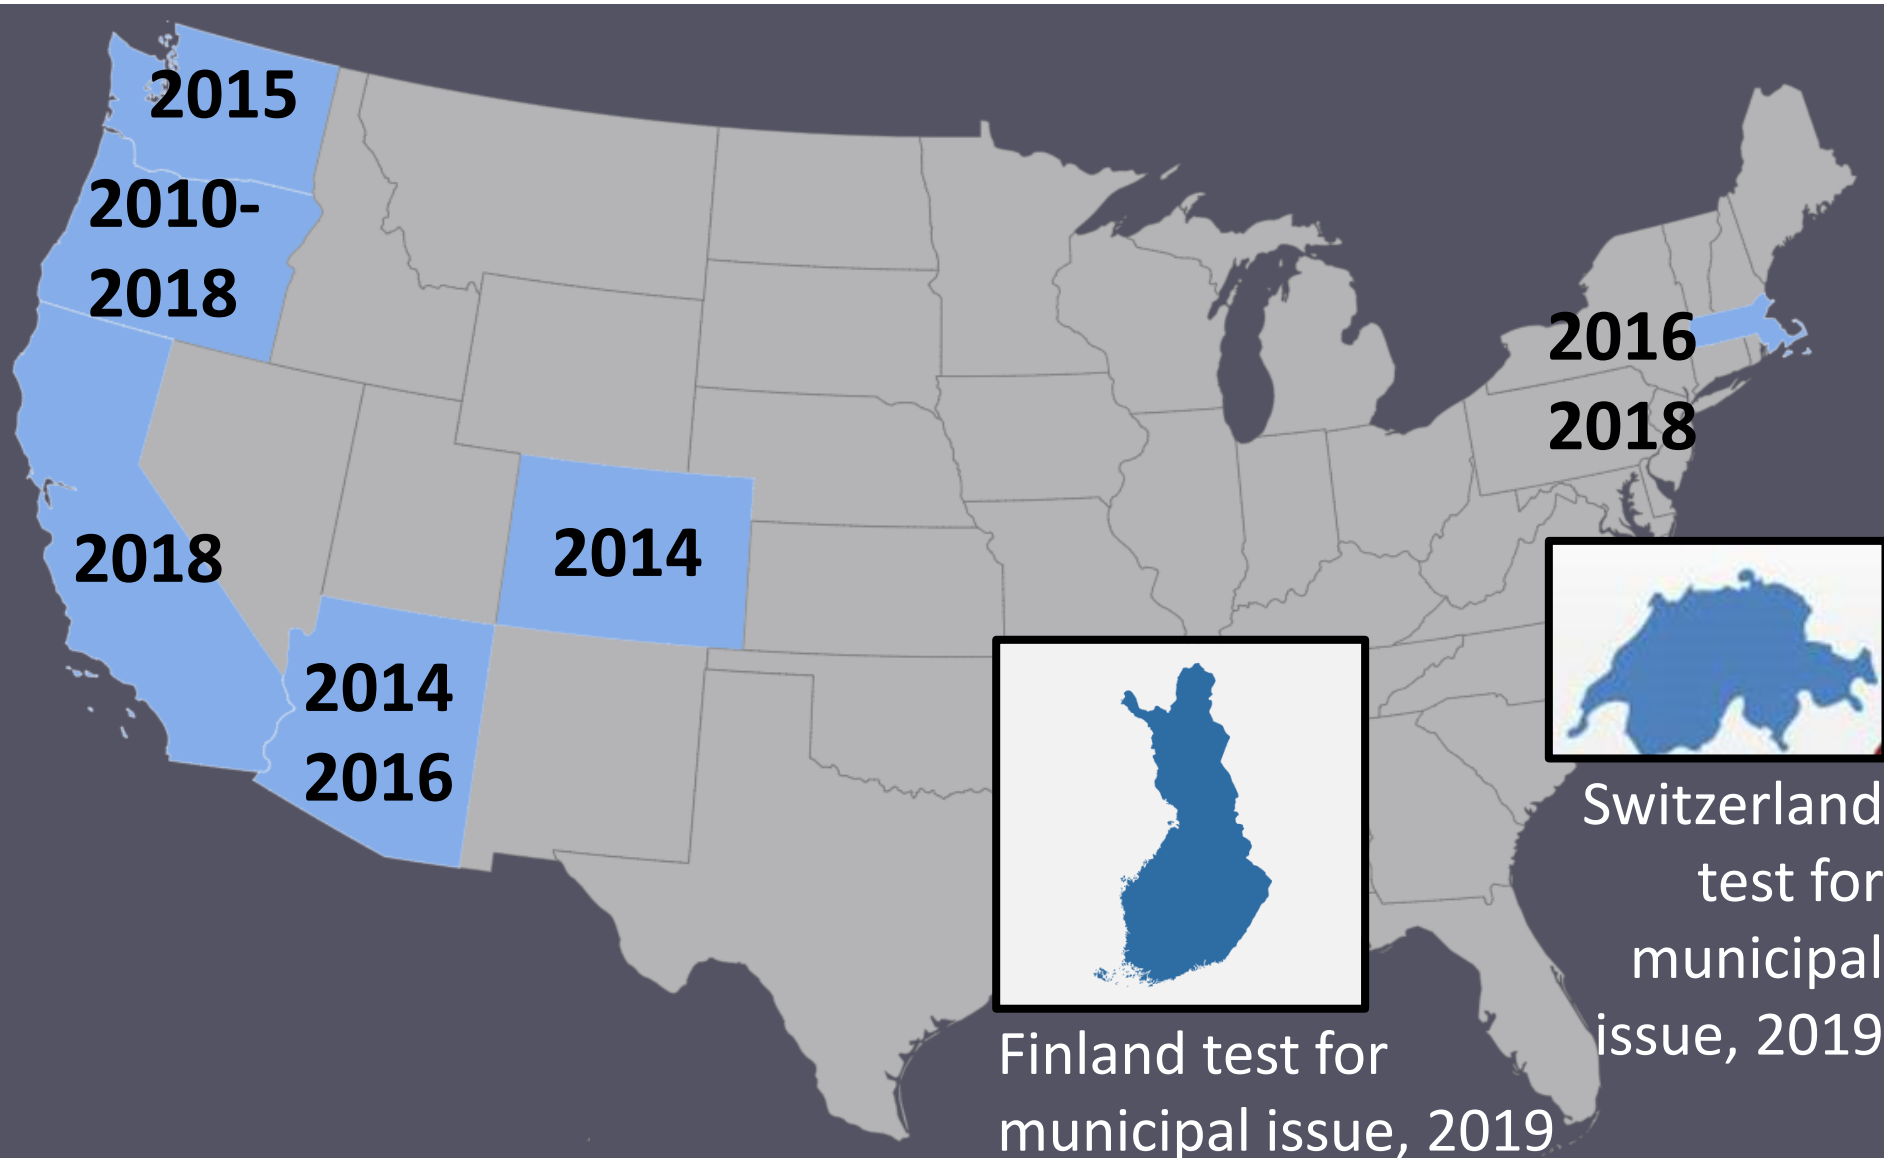 2015
2010-
2018
2016
2018
2018
2014
2014
2016
Switzerland
test for
municipal
issue, 2019
Finland test for
municipal issue, 2019